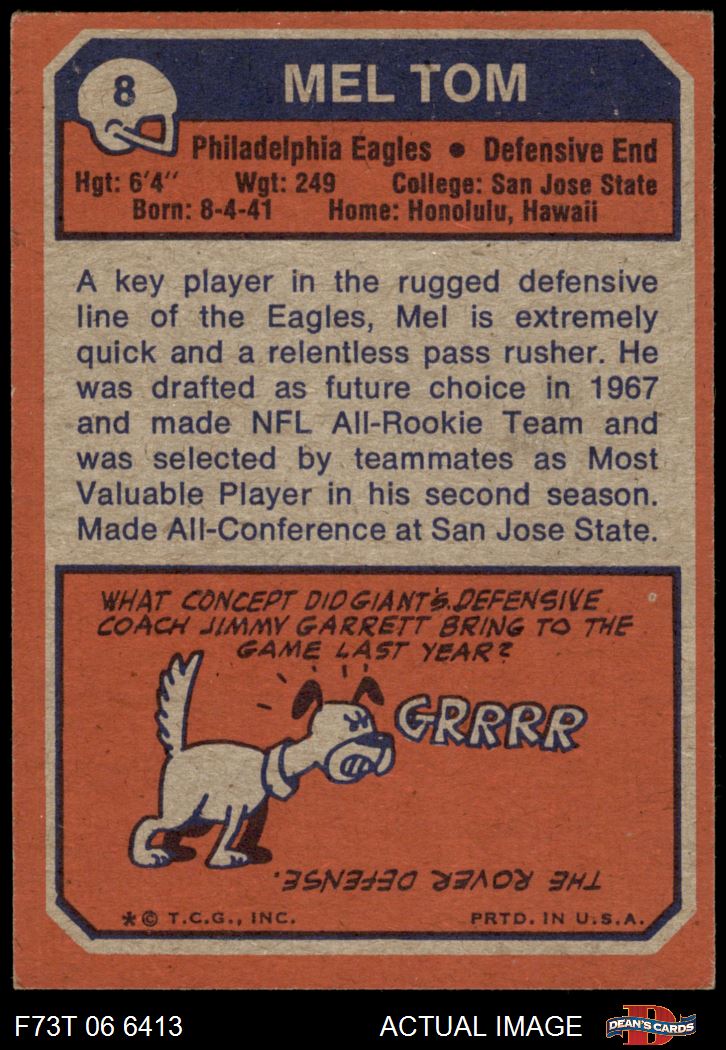 8
MEL TOM
Philadelphia Eagles • Defensive End
Hgt: 6'4'' Wgt: 249 College: San Jose State
Born: 8-4-41 Home: Honolulu, Hawaii
A key player in the rugged defensive
line of the Eagles, Mel is extremely
quick and a relentless pass rusher. He
was drafted as future choice in 1967
and made NFL All-Rookie Team and
was selected by teammates as Most
Valuable Player in his second season.
Made All-Conference at San Jose State.
WHAT CONCEPT DID GIANT'S DEFENSIVE
COACH JIMMY GARRETT BRING TO THE
GAME LAST YEAR?
GRRRR
THE ROVER DEFENSE.
* © T.C.G., INC. PRTD. IN U.S.A.
F73T 06 6413 ACTUAL IMAGE D DEAN'S CARDS